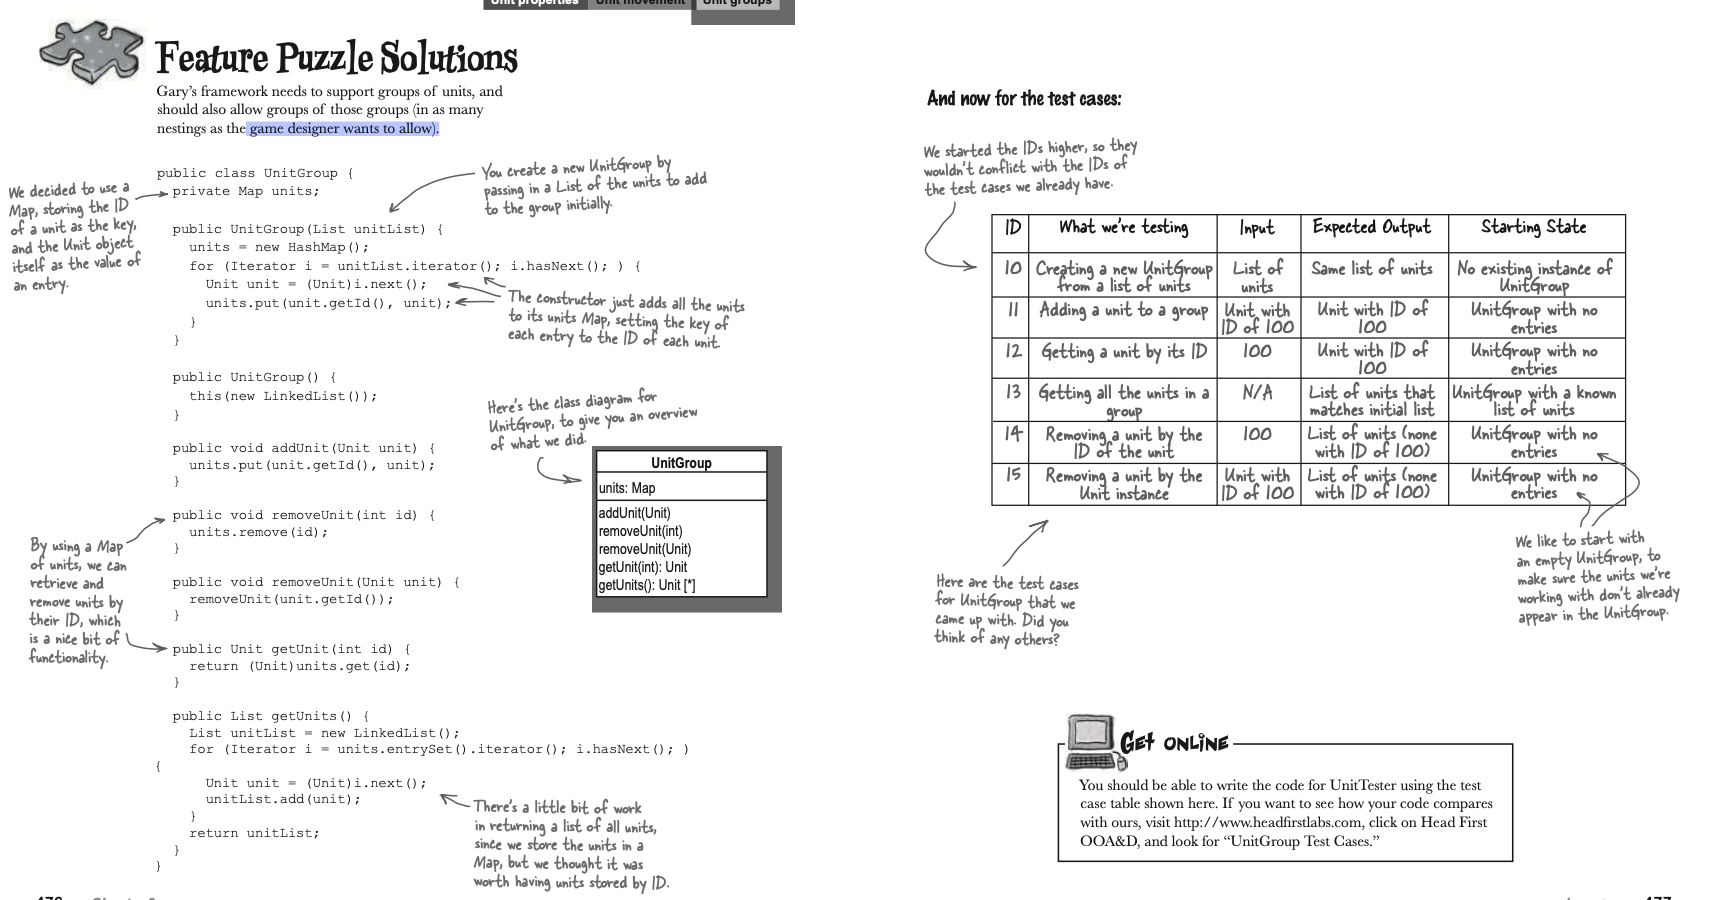 Unit properties Unit movement Unit groups
Feature Puzzle Solutions
Gary's framework needs to support groups of units, and
should also allow groups of those groups (in as many
nestings as the game designer wants to allow).
We decided to use a
Map, storing the ID
of a unit as the key,
and the Unit object
itself as the value of
an entry.
You create a new UnitGroup by
passing in a List of the units to add
to the group initially.
public class UnitGroup {
private Map units;
public UnitGroup(List unitList) {
units = new HashMap();
for (Iterator i = unitList.iterator(); i.hasNext(); ) {
Unit unit = (Unit)i.next();
units.put(unit.getId(), unit);
}
}
The constructor just adds all the units
to its units Map, setting the key of
each entry to the ID of each unit.
public UnitGroup() {
this(new LinkedList());
}
Here's the class diagram for
UnitGroup, to give you an overview
of what we did.
public void addUnit(Unit unit) {
units.put(unit.getId(), unit);
}
UnitGroup
units: Map
addUnit(Unit)
removeUnit(int)
removeUnit(Unit)
getUnit(int): Unit
getUnits(): Unit [*]
By using a Map
of units, we can
retrieve and
remove units by
their ID, which
is a nice bit of
functionality.
public void removeUnit(int id) {
units.remove(id);
}
public void removeUnit(Unit unit) {
removeUnit(unit.getId());
}
public Unit getUnit(int id) {
return (Unit)units.get(id);
}
public List getUnits() {
List unitList = new LinkedList();
for (Iterator i = units.entrySet().iterator(); i.hasNext(); )
{
Unit unit = (Unit)i.next();
unitList.add(unit);
}
return unitList;
}
}
There's a little bit of work
in returning a list of all units,
since we store the units in a
Map, but we thought it was
worth having units stored by ID.
And now for the test cases:
We started the IDs higher, so they
wouldn't conflict with the IDs of
the test cases we already have.
ID What we're testing Input Expected Output Starting State
10 Creating a new UnitGroup List of Same list of units No existing instance of
from a list of units units UnitGroup
11 Adding a unit to a group Unit with Unit with ID of UnitGroup with no
ID of 100 100 entries
12 Getting a unit by its ID 100 Unit with ID of UnitGroup with no
100 entries
13 Getting all the units in a N/A List of units that UnitGroup with a known
group matches initial list list of units
14 Removing a unit by the 100 List of units (none UnitGroup with no
ID of the unit with ID of 100) entries
15 Removing a unit by the Unit with List of units (none UnitGroup with no
Unit instance ID of 100 with ID of 100) entries
Here are the test cases
for UnitGroup that we
came up with. Did you
think of any others?
We like to start with
an empty UnitGroup, to
make sure the units we're
working with don't already
appear in the UnitGroup.
Get online
You should be able to write the code for UnitTester using the test
case table shown here. If you want to see how your code compares
with ours, visit http://www.headfirstlabs.com, click on Head First
OOA&D, and look for "UnitGroup Test Cases."